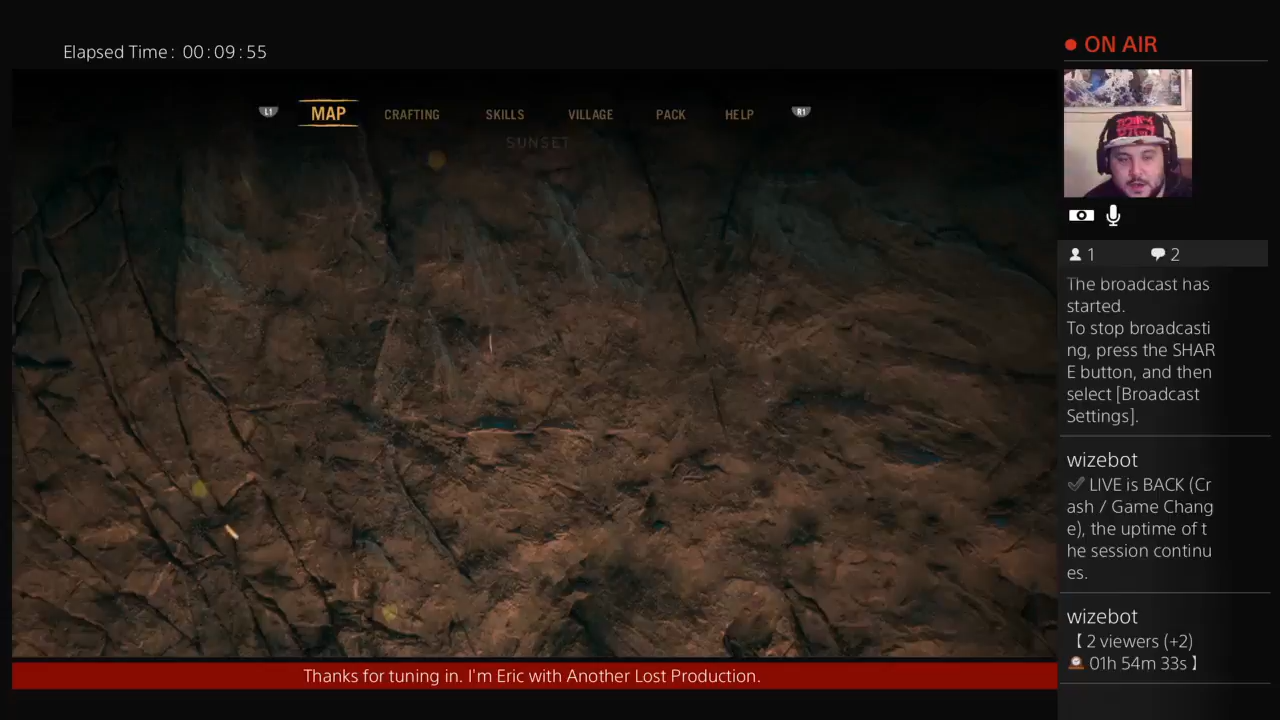 Elapsed Time: 00:09:55
ON AIR
L1 MAP CRAFTING SKILLS VILLAGE PACK HELP R1
SUNSET
1 2
The broadcast has
started.
To stop broadcasti
ng, press the SHAR
E button, and then
select [Broadcast
Settings].
wizebot
✔ LIVE is BACK (Cr
ash / Game Chang
e), the uptime of t
he session continu
es.
wizebot
【 2 viewers (+2)
01h 54m 33s 】
Thanks for tuning in. I'm Eric with Another Lost Production.